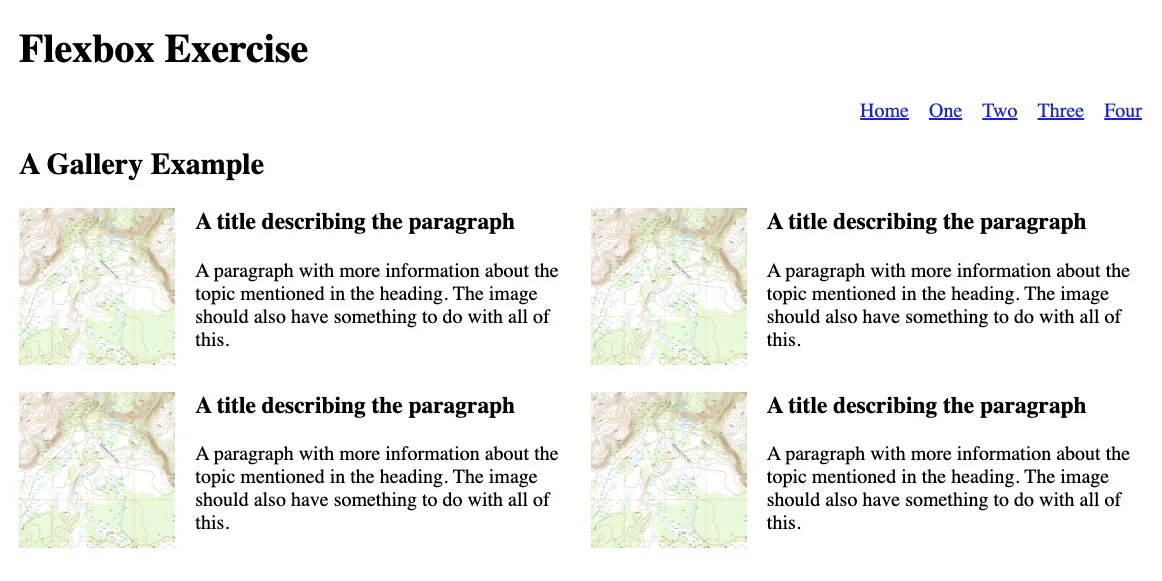 Flexbox Exercise
Home One Two Three Four
A Gallery Example
A title describing the paragraph
A paragraph with more information about the
topic mentioned in the heading. The image
should also have something to do with all of
this.
A title describing the paragraph
A paragraph with more information about the
topic mentioned in the heading. The image
should also have something to do with all of
this.
A title describing the paragraph
A paragraph with more information about the
topic mentioned in the heading. The image
should also have something to do with all of
this.
A title describing the paragraph
A paragraph with more information about the
topic mentioned in the heading. The image
should also have something to do with all of
this.